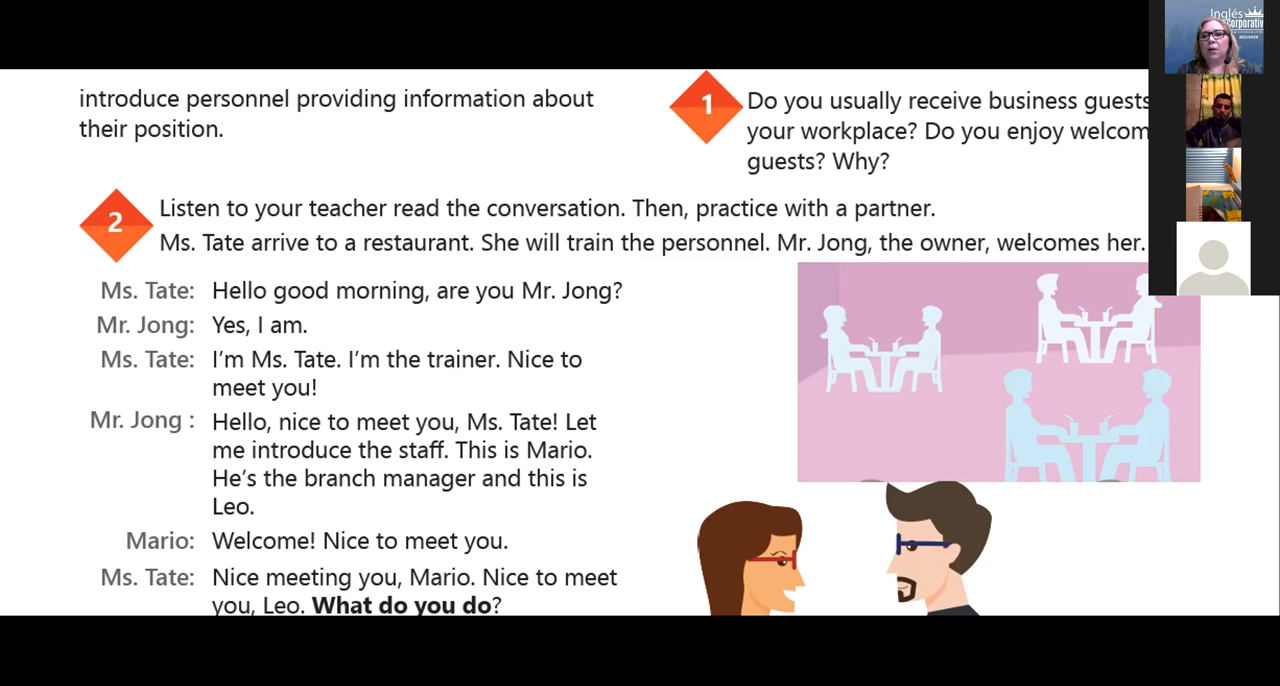 introduce personnel providing information about
their position.
1
Do you usually receive business guests
your workplace? Do you enjoy welcom
guests? Why?
2
Listen to your teacher read the conversation. Then, practice with a partner.
Ms. Tate arrive to a restaurant. She will train the personnel. Mr. Jong, the owner, welcomes her.
Ms. Tate: Hello good morning, are you Mr. Jong?
Mr. Jong: Yes, I am.
Ms. Tate: I'm Ms. Tate. I'm the trainer. Nice to
meet you!
Mr. Jong : Hello, nice to meet you, Ms. Tate! Let
me introduce the staff. This is Mario.
He's the branch manager and this is
Leo.
Mario: Welcome! Nice to meet you.
Ms. Tate: Nice meeting you, Mario. Nice to meet
you, Leo. What do you do?
Inglés
Corporativ
BEGINNER